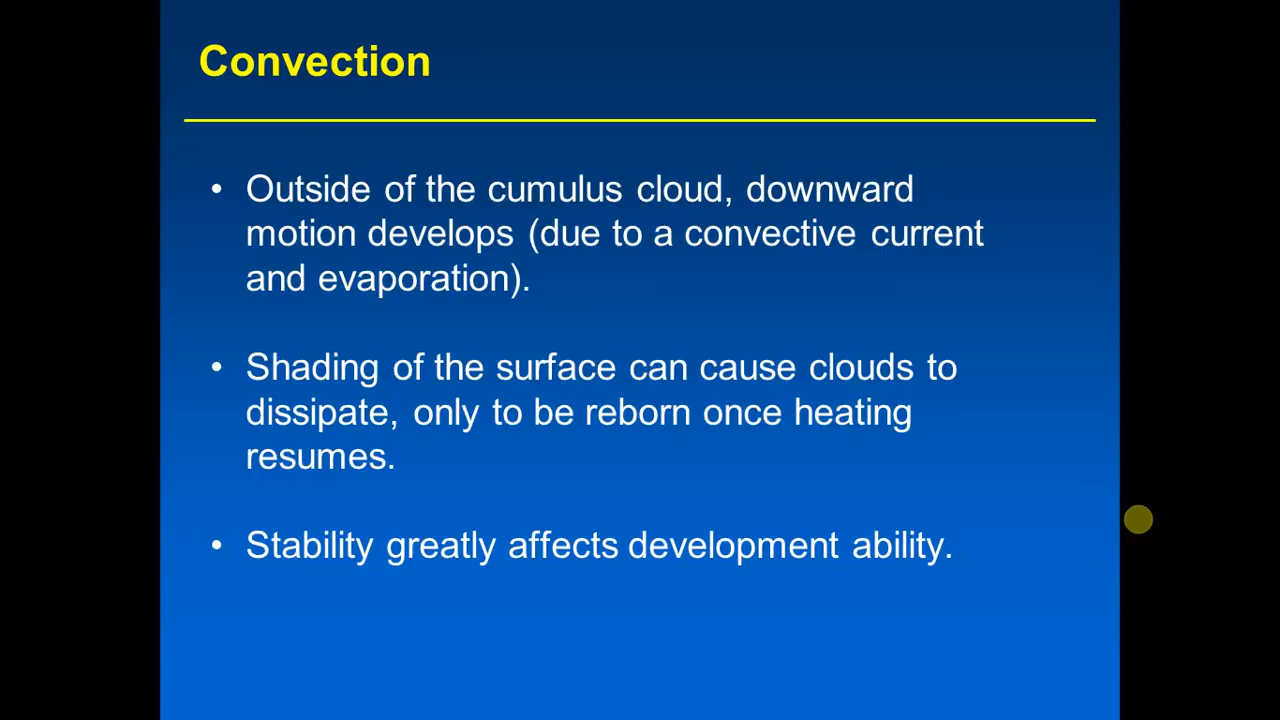 Convection
• Outside of the cumulus cloud, downward
motion develops (due to a convective current
and evaporation).
• Shading of the surface can cause clouds to
dissipate, only to be reborn once heating
resumes.
• Stability greatly affects development ability.